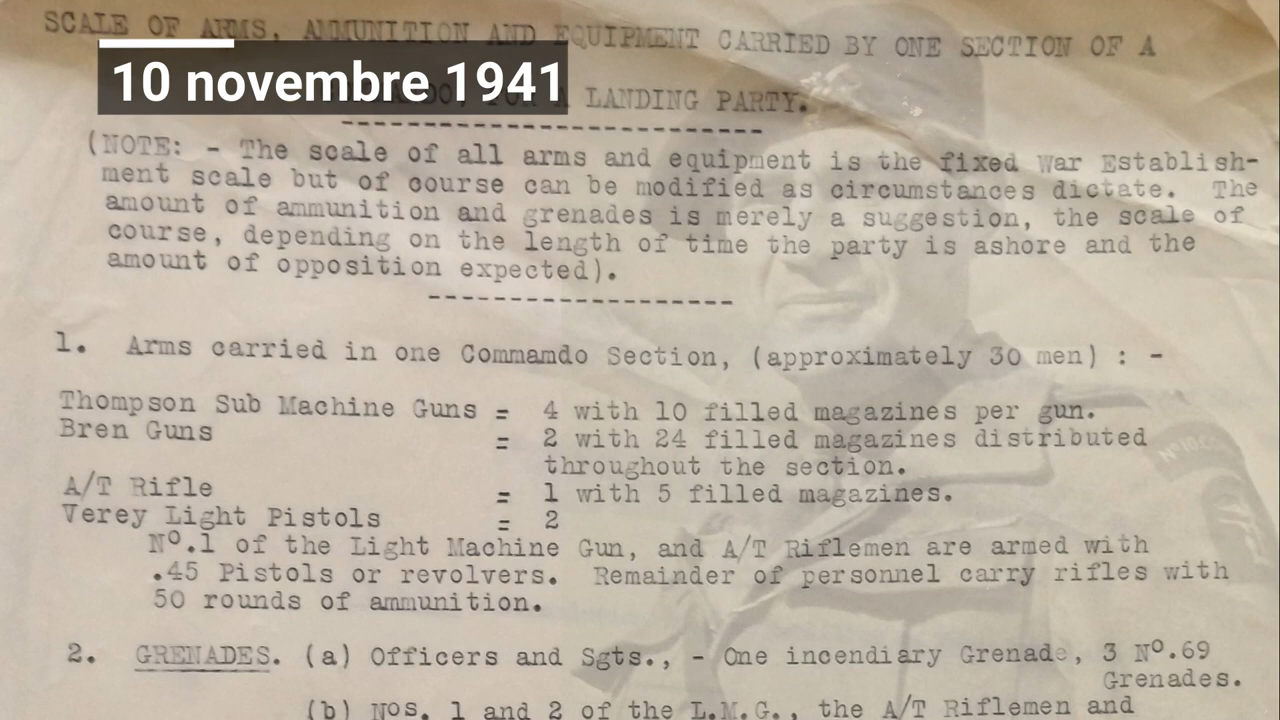 SCALE OF ARMS, AMMUNITION AND EQUIPMENT CARRIED BY ONE SECTION OF A
10 novembre 1941
FOR A LANDING PARTY.
(NOTE: - The scale of all arms and equipment is the fixed War Establish-
ment scale but of course can be modified as circumstances dictate. The
amount of ammunition and grenades is merely a suggestion, the scale of
course, depending on the length of time the party is ashore and the
amount of opposition expected).
1. Arms carried in one Commando Section, (approximately 30 men) : -
Thompson Sub Machine Guns = 4 with 10 filled magazines per gun.
Bren Guns = 2 with 24 filled magazines distributed
throughout the section.
A/T Rifle = 1 with 5 filled magazines.
Verey Light Pistols = 2
Nº.1 of the Light Machine Gun, and A/T Riflemen are armed with
.45 Pistols or revolvers. Remainder of personnel carry rifles with
50 rounds of ammunition.
2. GRENADES. (a) Officers and Sgts., - One incendiary Grenade, 3 Nº.69
Grenades.
(b) Nos. 1 and 2 of the L.M.G., the A/T Riflemen and